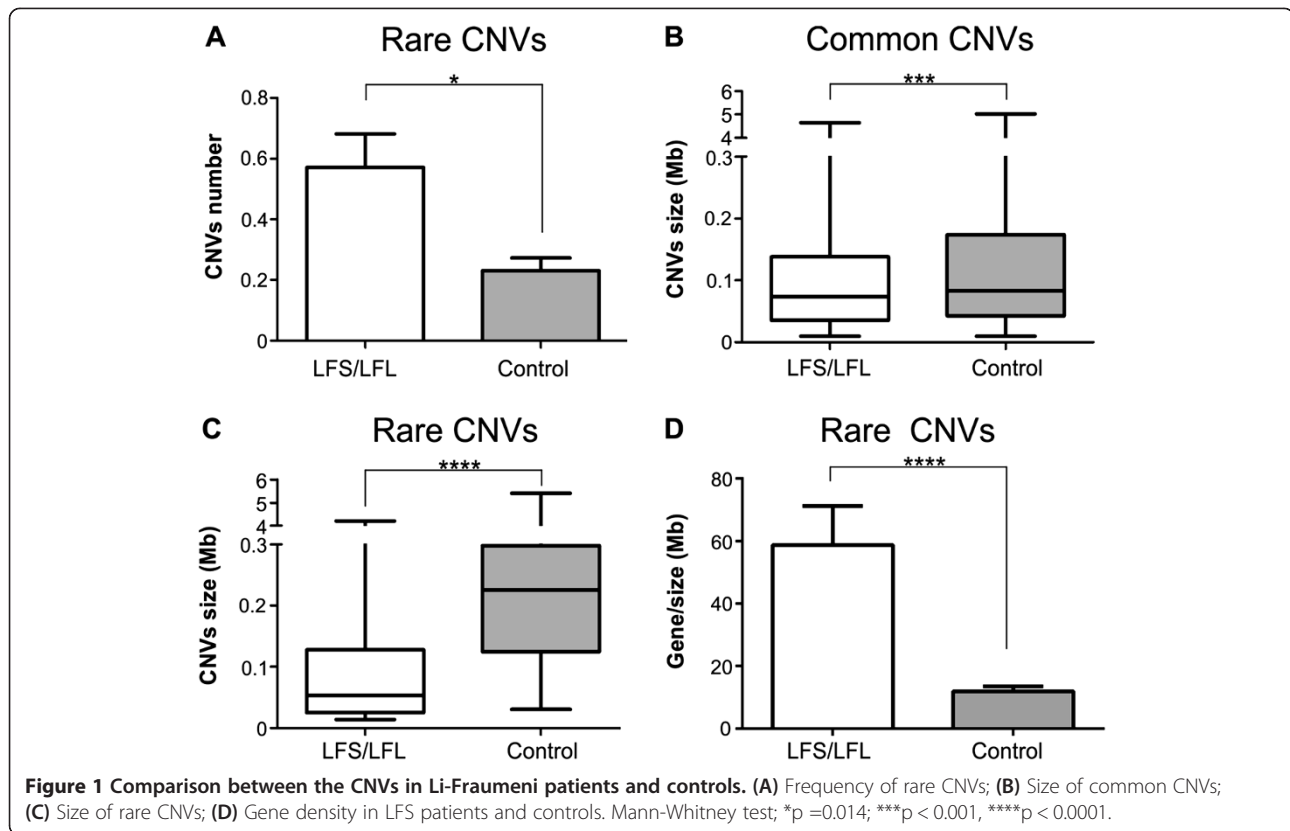 A Rare CNVs
*
CNVs number
0.8
0.6
0.4
0.2
0
LFS/LFL Control
B Common CNVs
***
CNVs size (Mb)
6
5
4
0.3
0.2
0.1
0
LFS/LFL Control
C Rare CNVs
****
CNVs size (Mb)
6
5
4
0.3
0.2
0.1
0
LFS/LFL Control
D Rare CNVs
****
Gene/size (Mb)
80
60
40
20
0
LFS/LFL Control
Figure 1 Comparison between the CNVs in Li-Fraumeni patients and controls. (A) Frequency of rare CNVs; (B) Size of common CNVs;
(C) Size of rare CNVs; (D) Gene density in LFS patients and controls. Mann-Whitney test; *p =0.014; ***p < 0.001, ****p < 0.0001.